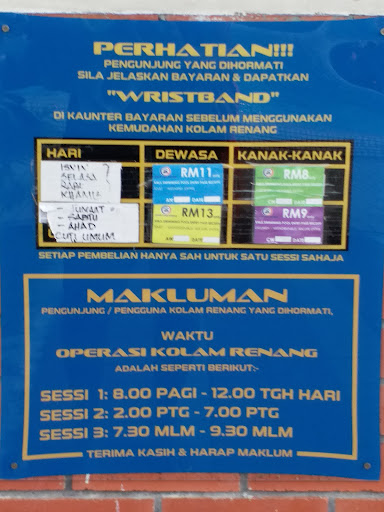 PERHATIAN!!!
PENGUNJUNG YANG DIHORMATI
SILA JELASKAN BAYARAN & DAPATKAN
"WRISTBAND"
DI KAUNTER BAYARAN SEBELUM MENGGUNAKAN
KEMUDAHAN KOLAM RENANG
HARI DEWASA KANAK-KANAK
ISNIN
SELASA
RABU
KHAMIS
RM11
RM8
- JUMAAT
- SABTU
- AHAD
CUTI UMUM
RM13
RM9
SETIAP PEMBELIAN HANYA SAH UNTUK SATU SESSI SAHAJA
MAKLUMAN
PENGUNJUNG / PENGGUNA KOLAM RENANG YANG DIHORMATI,
WAKTU
OPERASI KOLAM RENANG
ADALAH SEPERTI BERIKUT:-
SESSI 1: 8.00 PAGI - 12.00 TGH HARI
SESSI 2: 2.00 PTG - 7.00 PTG
SESSI 3: 7.30 MLM - 9.30 MLM
TERIMA KASIH & HARAP MAKLUM